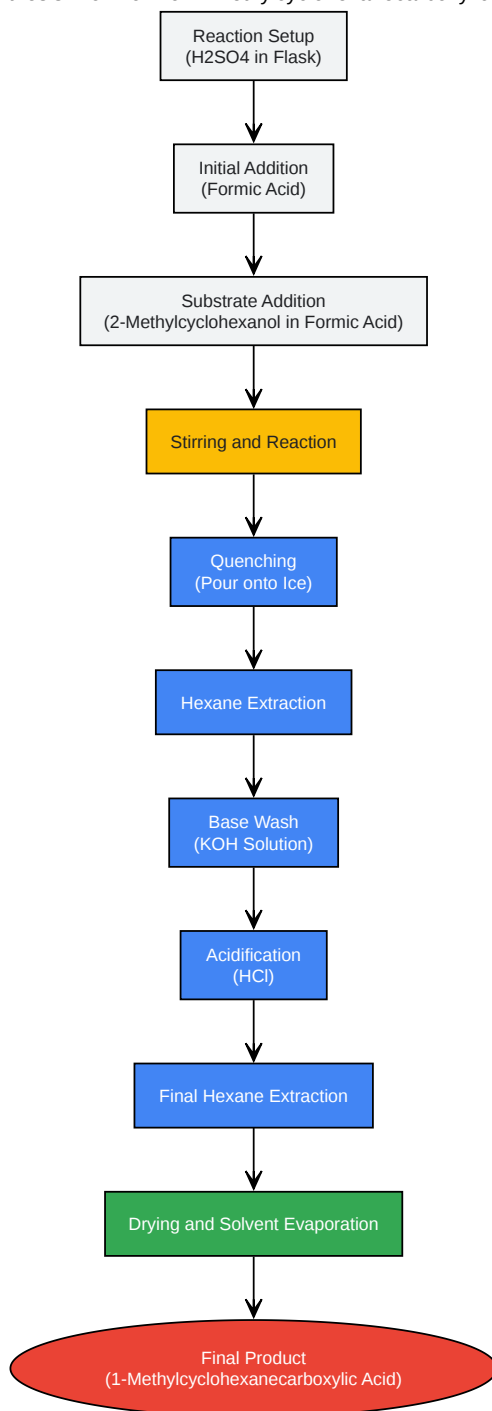 Reaction Setup
(H2SO4 in Flask)
Initial Addition
(Formic Acid)
Substrate Addition
(2-Methylcyclohexanol in Formic Acid)
Stirring and Reaction
Quenching
(Pour onto Ice)
Hexane Extraction
Base Wash
(KOH Solution)
Acidification
(HCl)
Final Hexane Extraction
Drying and Solvent Evaporation
Final Product
(1-Methylcyclohexanecarboxylic Acid)